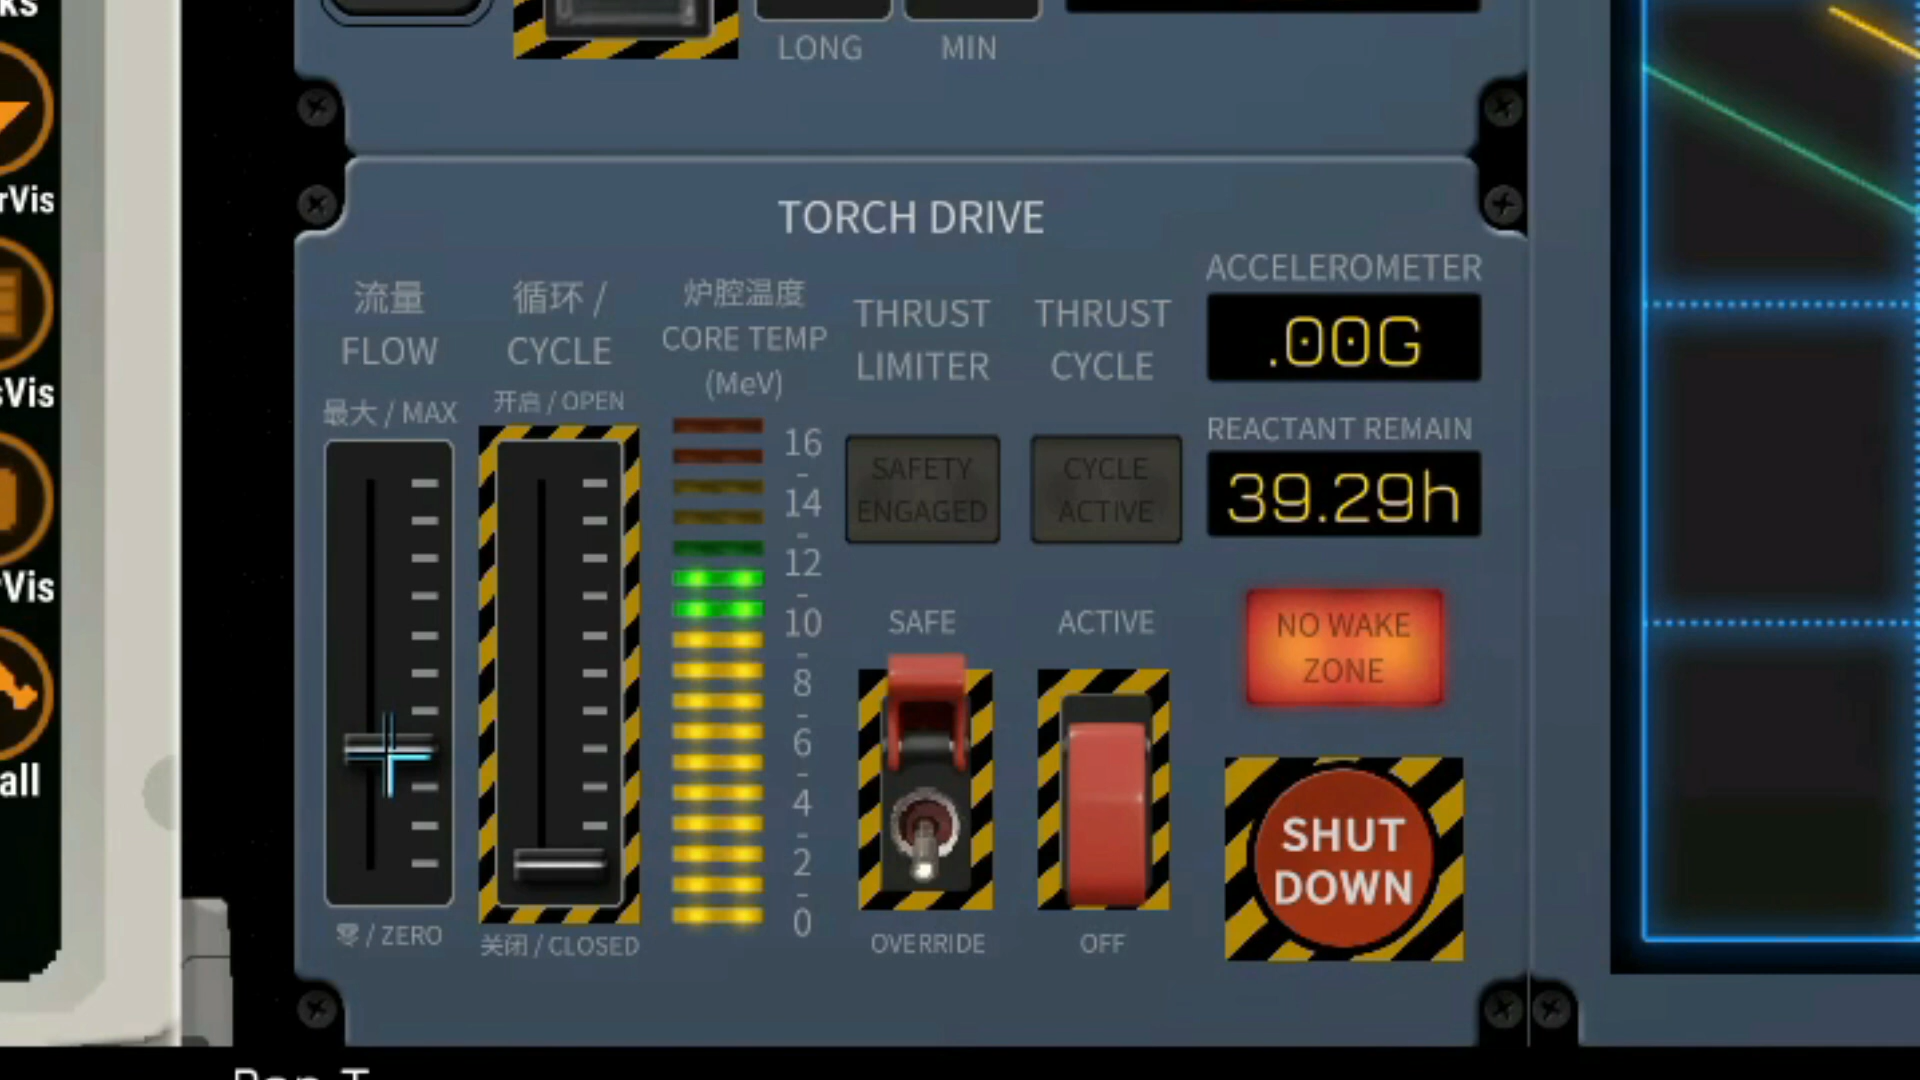 ks
LONG
MIN
rVis
TORCH DRIVE
流量
FLOW
最大 / MAX
零 / ZERO
循环 /
CYCLE
开启 / OPEN
关闭 / CLOSED
炉腔温度
CORE TEMP
(MeV)
16
-
14
-
12
-
10
-
8
-
6
-
4
-
2
-
0
THRUST
LIMITER
SAFETY
ENGAGED
SAFE
OVERRIDE
THRUST
CYCLE
CYCLE
ACTIVE
ACTIVE
OFF
ACCELEROMETER
.00G
REACTANT REMAIN
39.29h
NO WAKE
ZONE
SHUT
DOWN
sVis
Vis
all